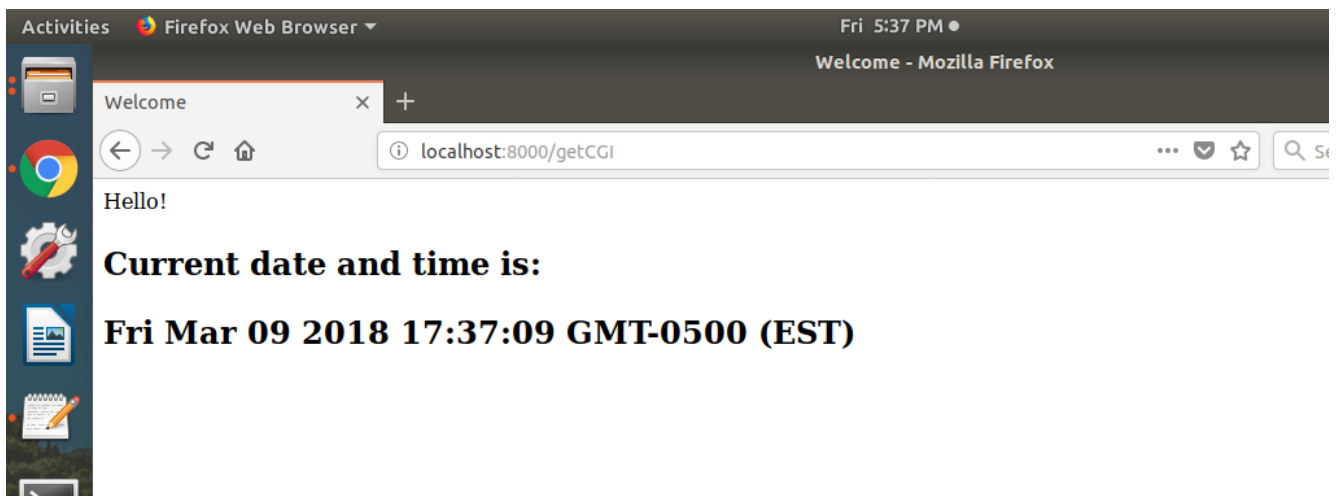 Activities Firefox Web Browser Fri 5:37 PM
Welcome - Mozilla Firefox
Welcome
localhost:8000/getCGI
Hello!
Current date and time is:
Fri Mar 09 2018 17:37:09 GMT-0500 (EST)